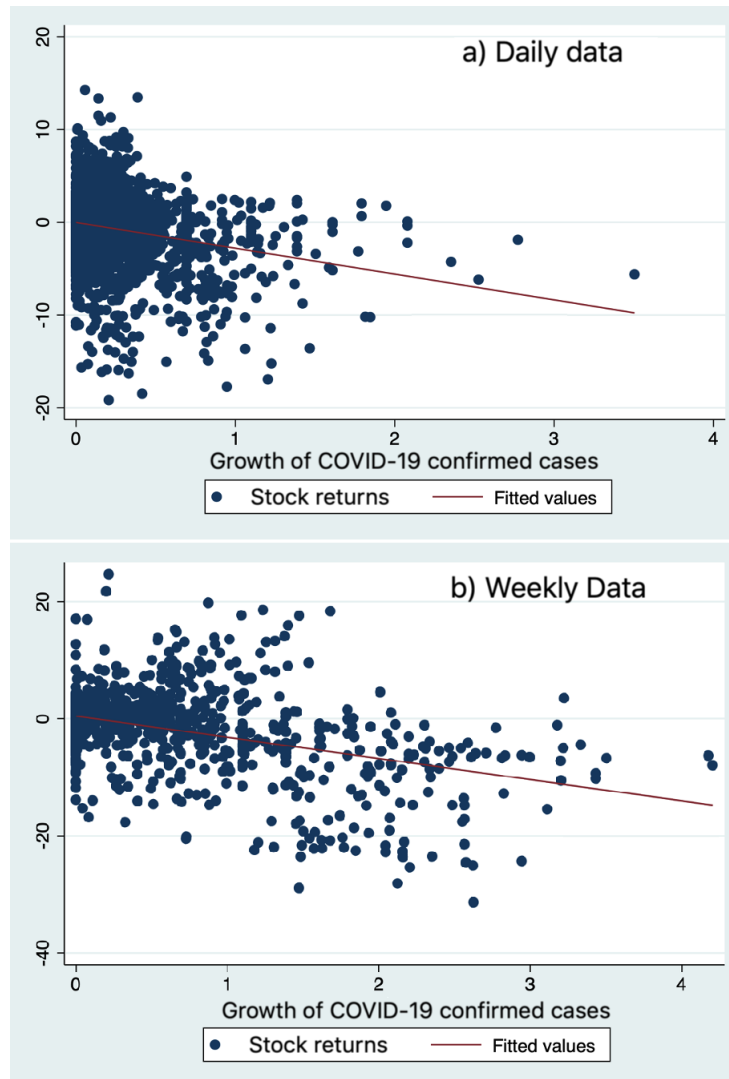 a) Daily data
20
10
0
-10
-20
0 1 2 3 4
Growth of COVID-19 confirmed cases
Stock returns Fitted values
b) Weekly Data
20
0
20
-40
0 1 2 3 4
Growth of COVID-19 confirmed cases
Stock returns Fitted values